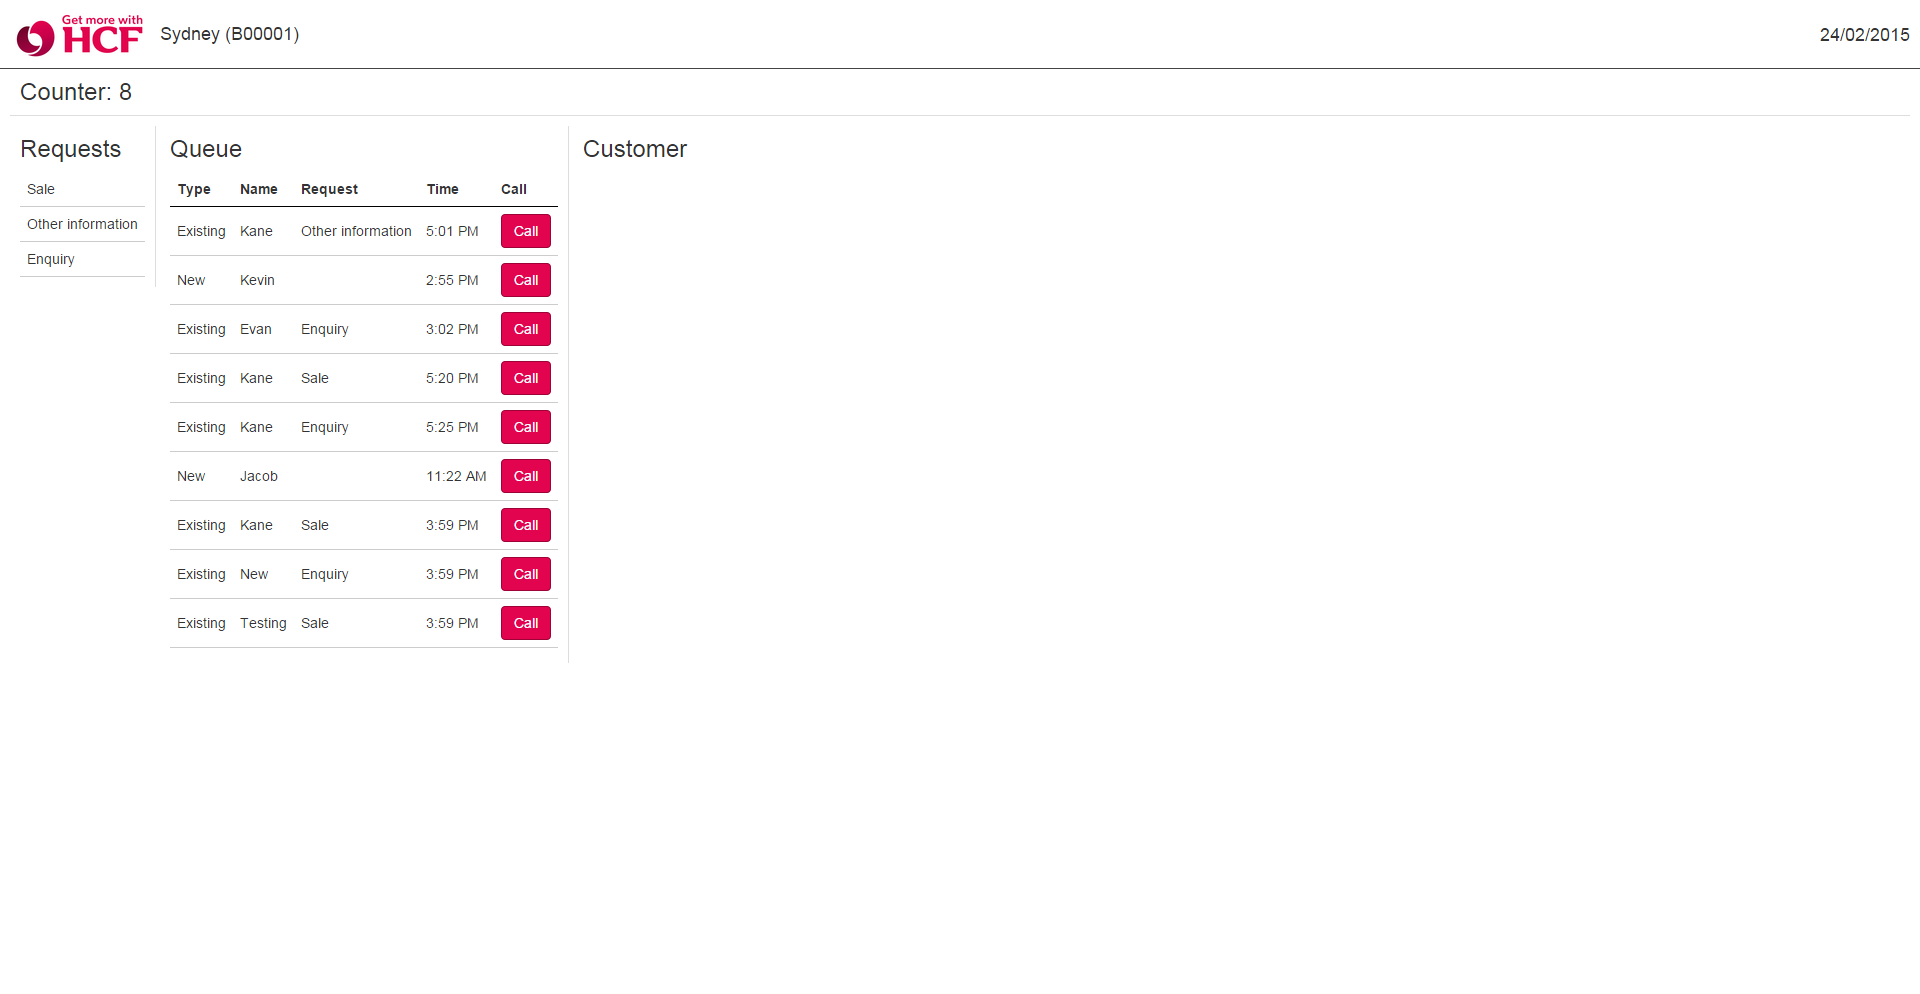 Get more with
HCF
Sydney (B00001)
24/02/2015
Counter: 8
Requests
Sale
Other information
Enquiry
Queue
Type Name Request Time Call
Existing Kane Other information 5:01 PM Call
New Kevin 2:55 PM Call
Existing Evan Enquiry 3:02 PM Call
Existing Kane Sale 5:20 PM Call
Existing Kane Enquiry 5:25 PM Call
New Jacob 11:22 AM Call
Existing Kane Sale 3:59 PM Call
Existing New Enquiry 3:59 PM Call
Existing Testing Sale 3:59 PM Call
Customer